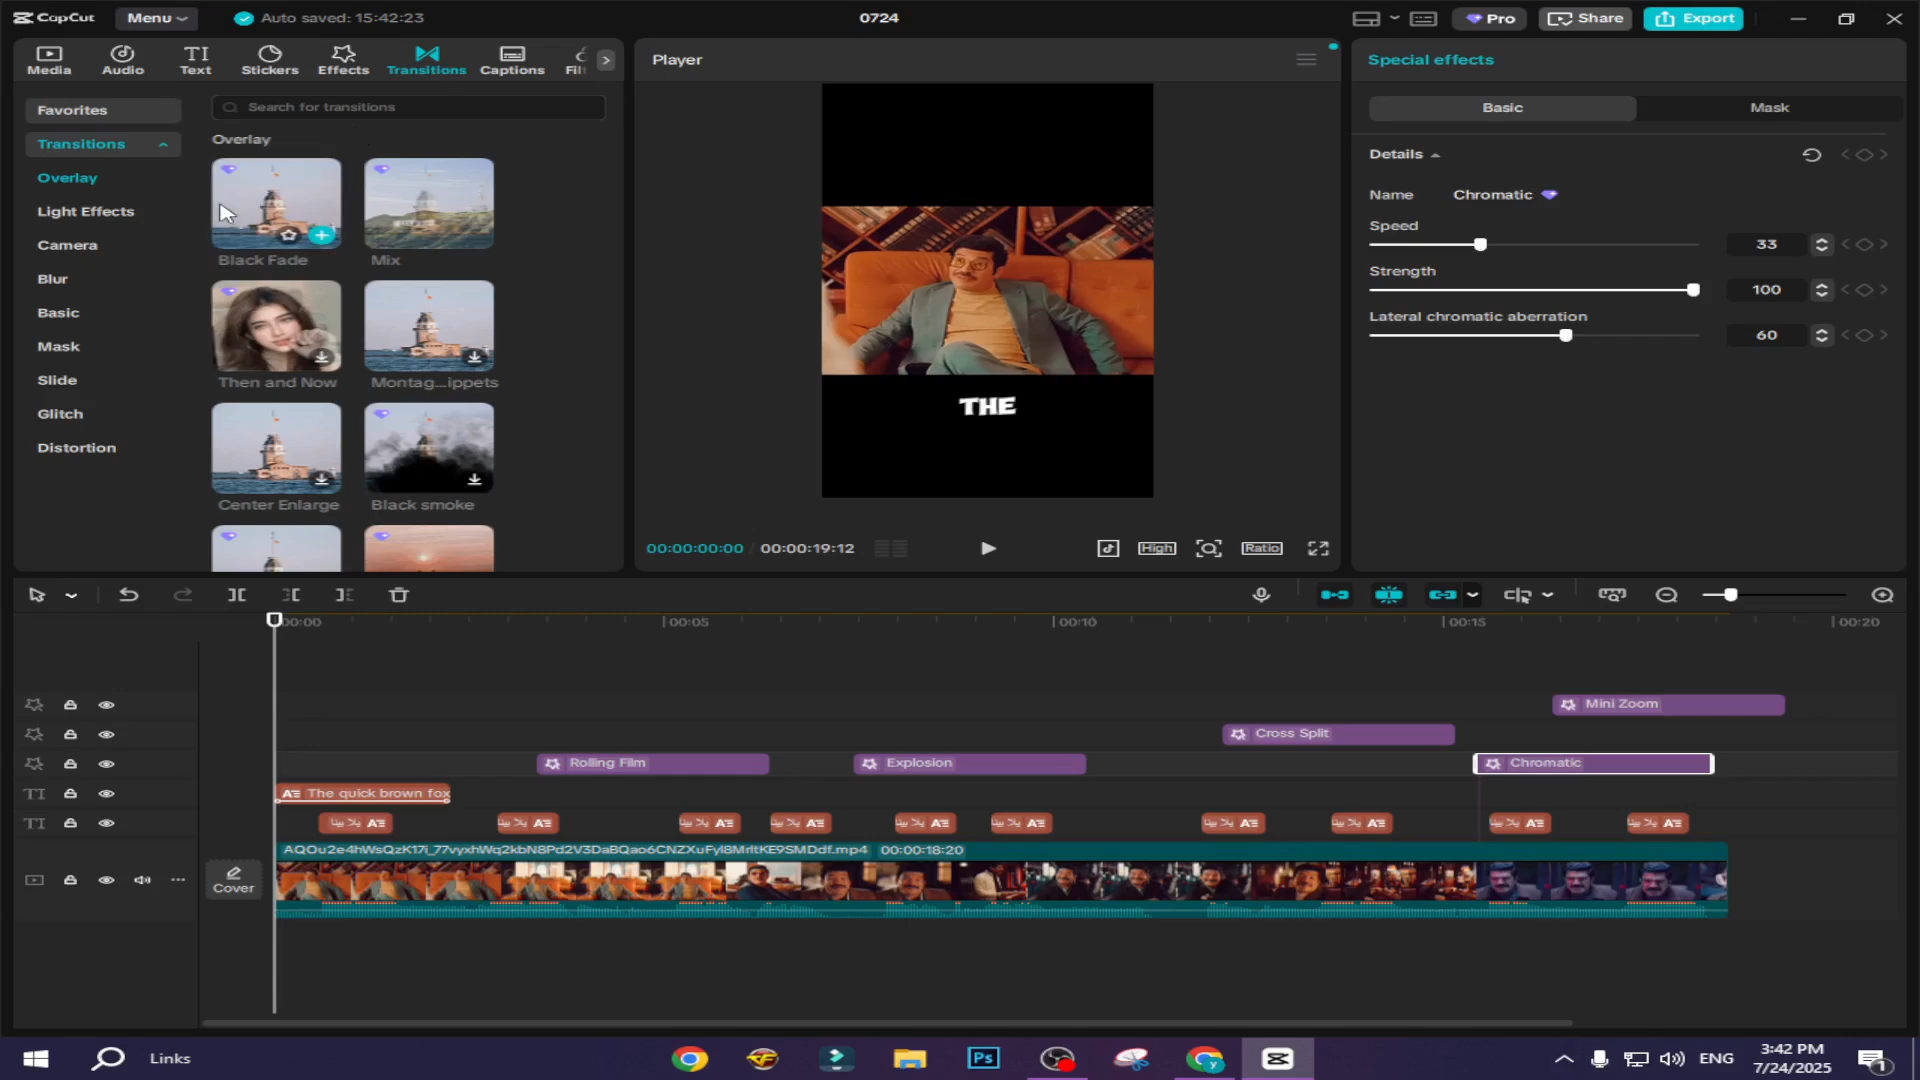 CapCut
Menu
Auto saved: 15:42:23
0724
Pro
Share
Export
Media
Audio
Text
Stickers
Effects
Transitions
Captions
Fil
Player
Special effects
Favorites
Search for transitions
Basic
Mask
Transitions
Overlay
Details
Overlay
Name
Chromatic
Light Effects
Speed
33
Camera
Black Fade
Mix
Strength
100
Blur
Basic
Lateral chromatic aberration
60
Mask
Slide
Then and Now
Montag...ippets
THE
Glitch
Distortion
Center Enlarge
Black smoke
00:00:00:00 / 00:00:19:12
High
Ratio
00:00
00:05
00:10
00:15
00:20
Mini Zoom
Cross Split
Rolling Film
Explosion
Chromatic
The quick brown fox
AQOu2e4hWsQzK17i_77vyxhWq2kbN8Pd2V3DaBQao6CNZXuFyI8MrItKE9SMDdf.mp4 00:00:18:20
Cover
Links
Ps
ENG
3:42 PM
7/24/2025
1